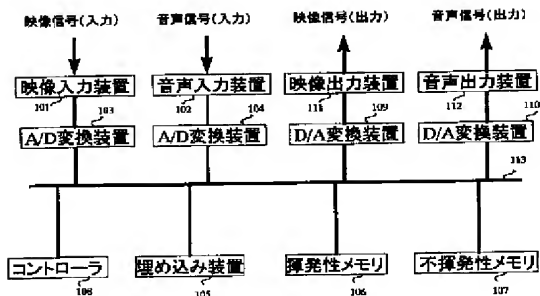 映像信号(入力) 音声信号(入力) 映像信号(出力) 音声信号(出力)
映像入力装置 音声入力装置 映像出力装置 音声出力装置
101 103 102 104 111 109 112 110
A/D変換装置 A/D変換装置 D/A変換装置 D/A変換装置
113
コントローラ 埋め込み装置 揮発性メモリ 不揮発性メモリ
108 105 106 107